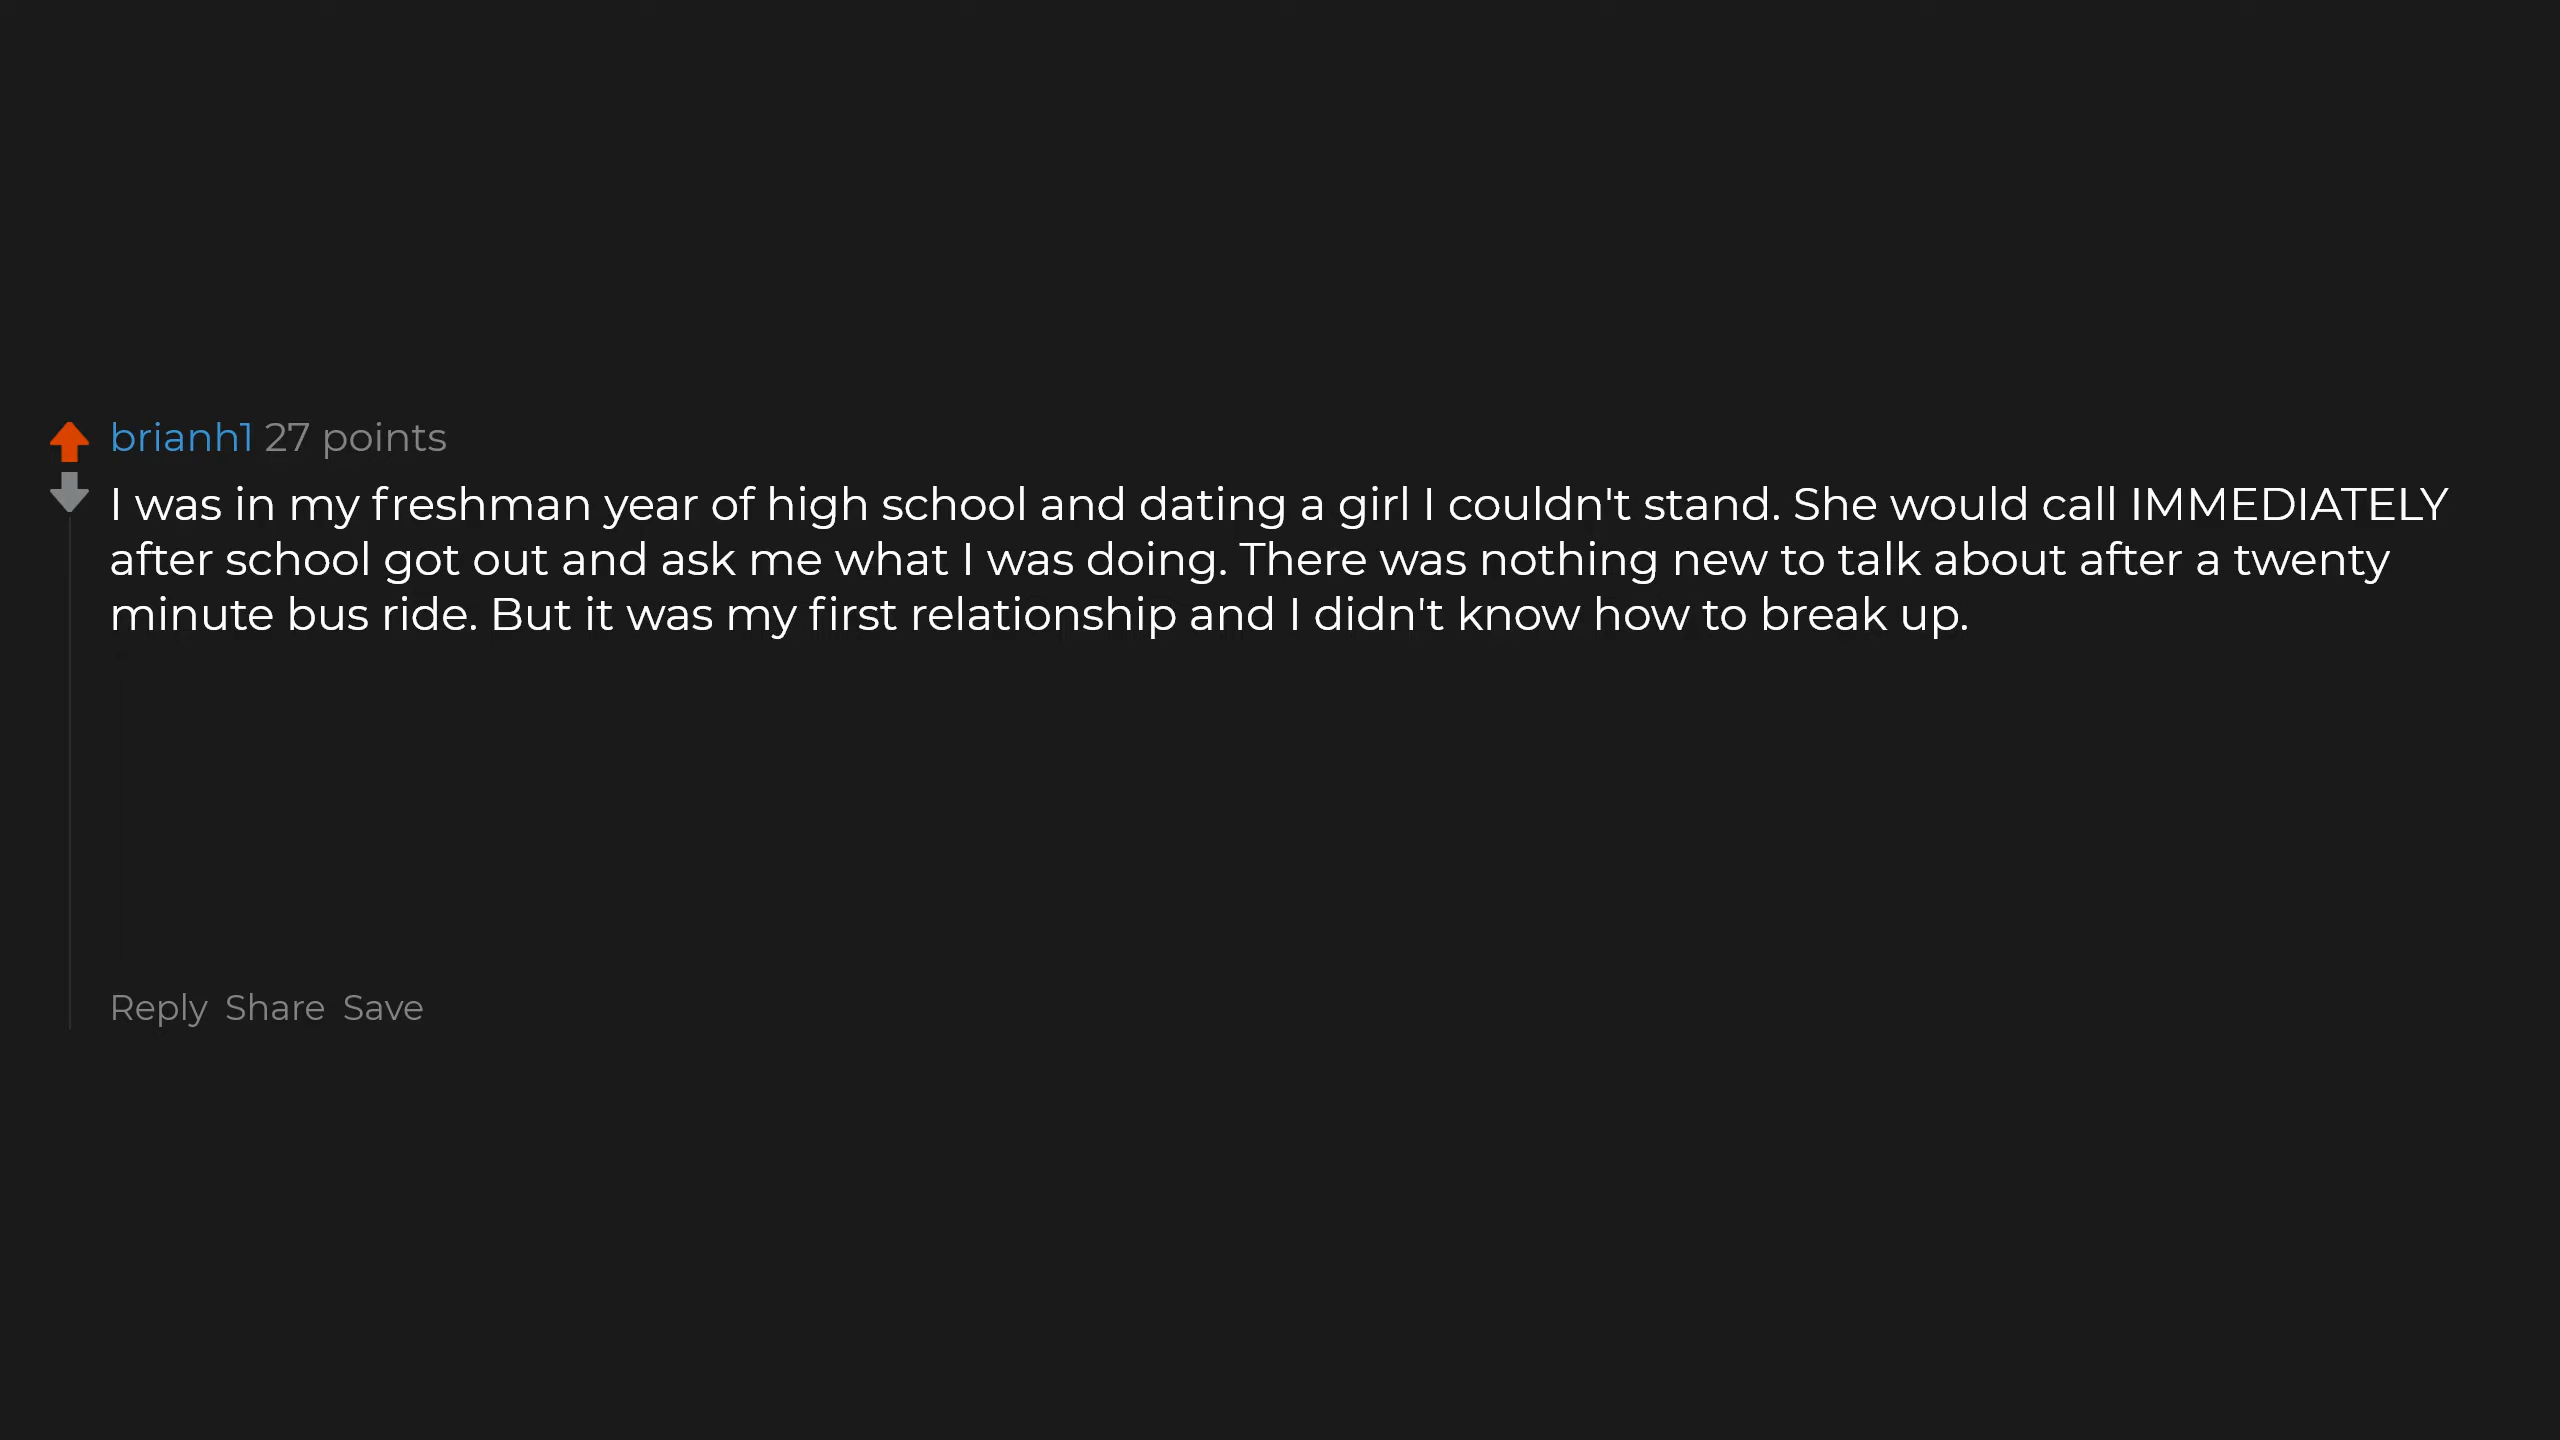 brianh1 27 points
I was in my freshman year of high school and dating a girl I couldn't stand. She would call IMMEDIATELY
after school got out and ask me what I was doing. There was nothing new to talk about after a twenty
minute bus ride. But it was my first relationship and I didn't know how to break up.
Reply Share Save